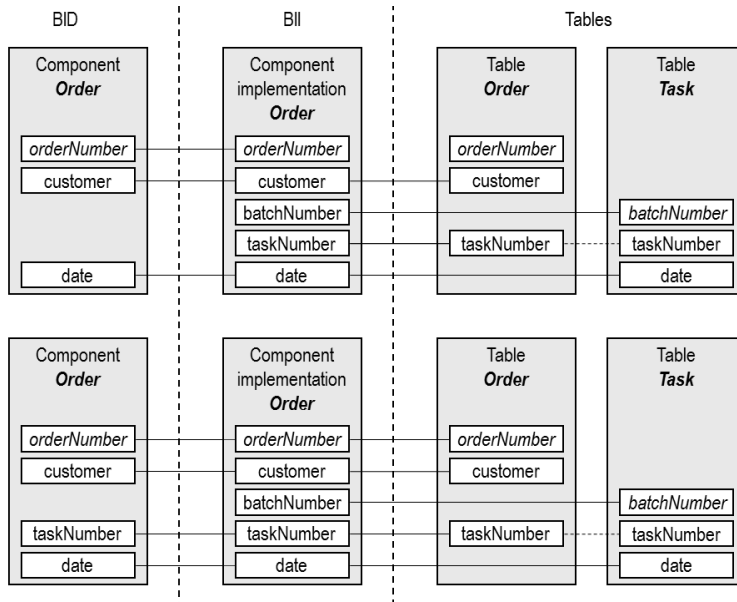 BID BII Tables
Component Component Table Table
Order implementation Order Task
Order
orderNumber orderNumber orderNumber
customer customer customer
batchNumber batchNumber
taskNumber taskNumber taskNumber
date date date
Component Component Table Table
Order implementation Order Task
Order
orderNumber orderNumber orderNumber
customer customer customer
batchNumber batchNumber
taskNumber taskNumber taskNumber taskNumber
date date date